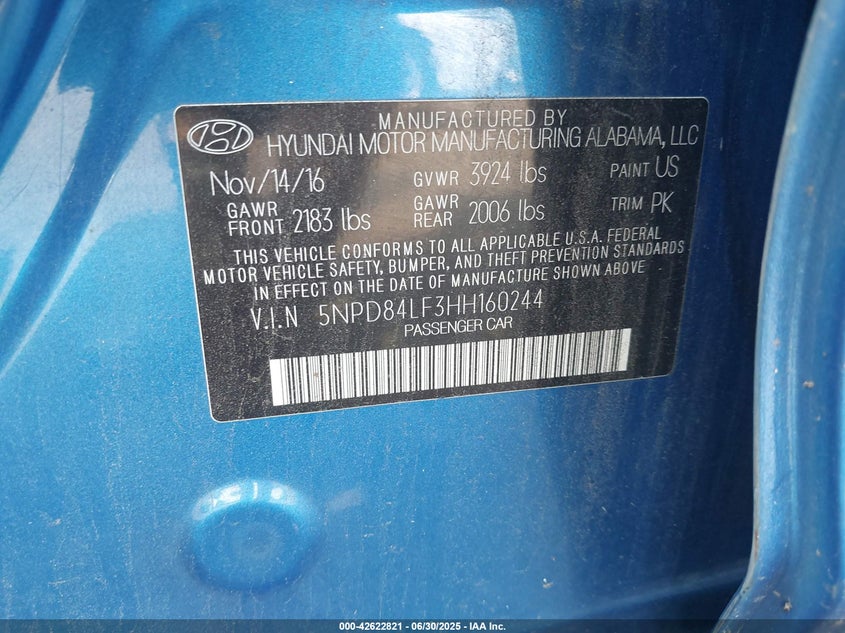 MANUFACTURED BY
HYUNDAI MOTOR MANUFACTURING ALABAMA, LLC
Nov/14/16 GVWR 3924 lbs PAINT US
GAWR FRONT 2183 lbs GAWR REAR 2006 lbs TRIM PK
THIS VEHICLE CONFORMS TO ALL APPLICABLE U.S.A. FEDERAL
MOTOR VEHICLE SAFETY, BUMPER, AND THEFT PREVENTION STANDARDS
IN EFFECT ON THE DATE OF MANUFACTURE SHOWN ABOVE
V.I.N 5NPD84LF3HH160244
PASSENGER CAR
000-42622821 - 06/30/2025 - IAA Inc.